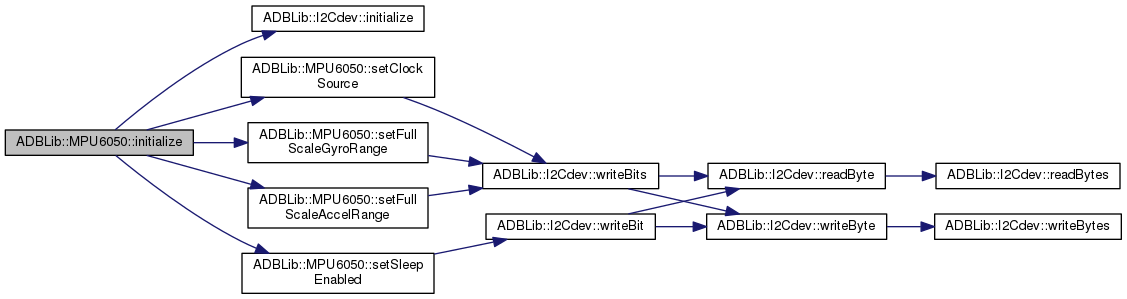 ADBLib::MPU6050::initialize
ADBLib::I2Cdev::initialize
ADBLib::MPU6050::setClock
Source
ADBLib::MPU6050::setFull
ScaleGyroRange
ADBLib::MPU6050::setFull
ScaleAccelRange
ADBLib::MPU6050::setSleep
Enabled
ADBLib::I2Cdev::writeBits
ADBLib::I2Cdev::writeBit
ADBLib::I2Cdev::readByte
ADBLib::I2Cdev::writeByte
ADBLib::I2Cdev::readBytes
ADBLib::I2Cdev::writeBytes